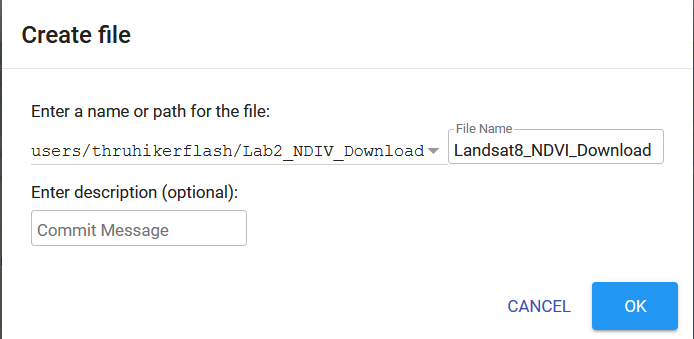 Create file
Enter a name or path for the file:
File Name
users/thruhikerflash/Lab2_NDIV_Download
Landsat8_NDVI_Download
Enter description (optional):
Commit Message
CANCEL
OK